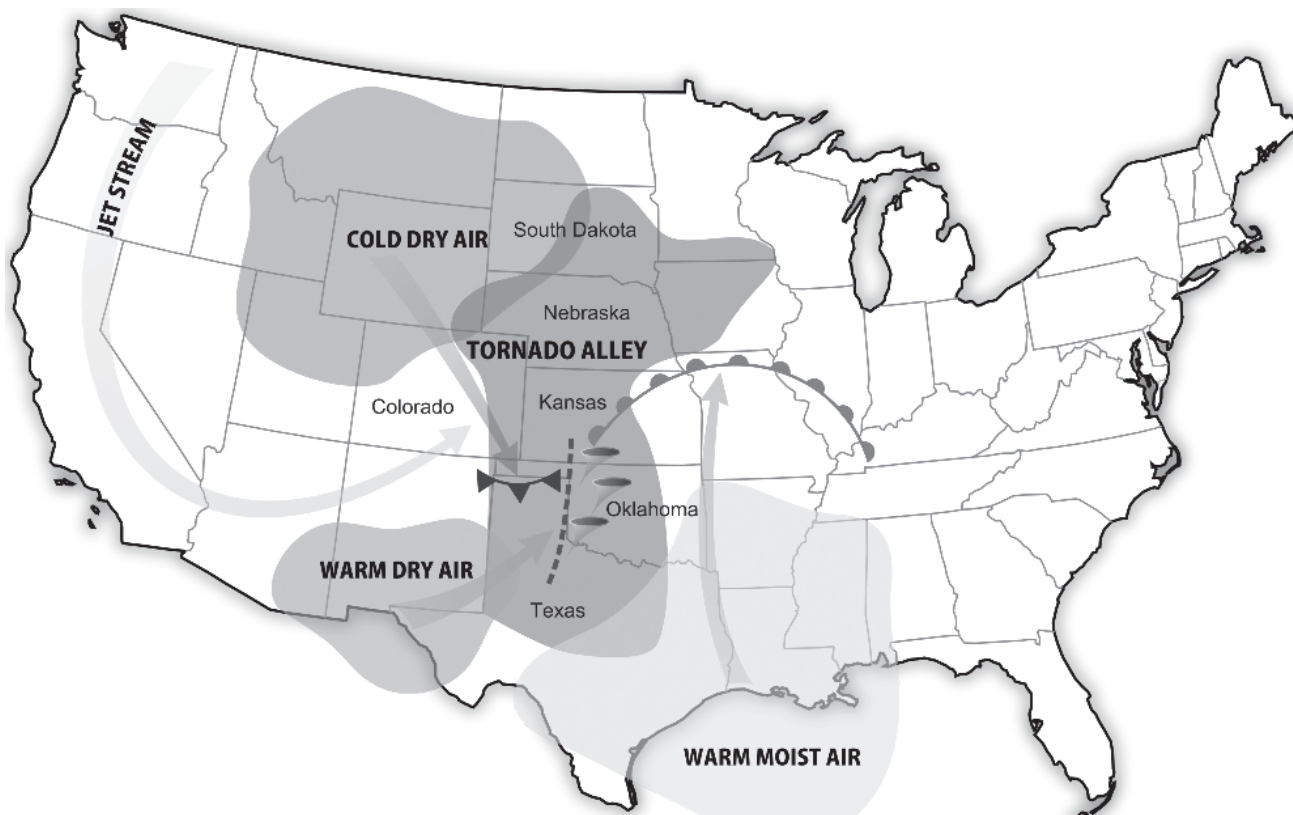 JET STREAM
COLD DRY AIR
South Dakota
Nebraska
TORNADO ALLEY
Colorado
Kansas
Oklahoma
WARM DRY AIR
Texas
WARM MOIST AIR